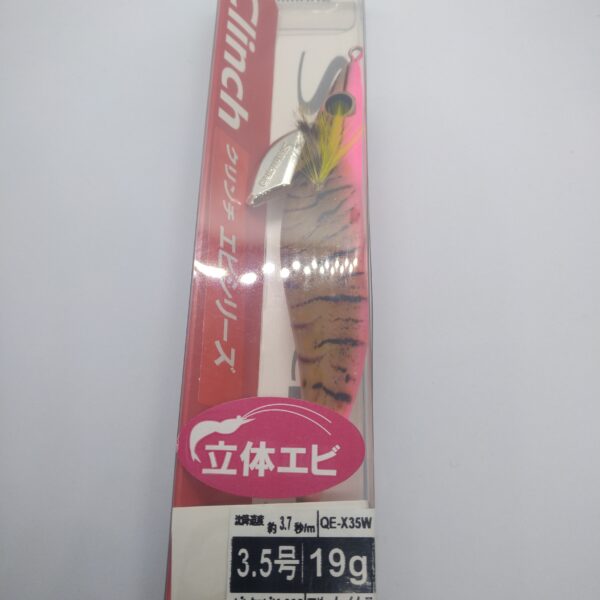 Clinch
クリンチ エビシリーズ
立体エビ
沈降速度 約3.7秒/m QE-X35W
3.5号 19g